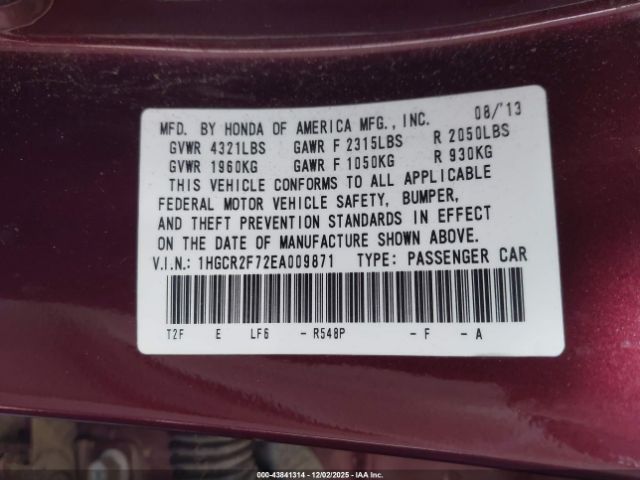 MFD. BY HONDA OF AMERICA MFG., INC. 08/'13
GVWR 4321LBS GAWR F 2315LBS R 2050LBS
GVWR 1960KG GAWR F 1050KG R 930KG
THIS VEHICLE CONFORMS TO ALL APPLICABLE
FEDERAL MOTOR VEHICLE SAFETY, BUMPER,
AND THEFT PREVENTION STANDARDS IN EFFECT
ON THE DATE OF MANUFACTURE SHOWN ABOVE.
V.I.N.: 1HGCR2F72EA009871 TYPE: PASSENGER CAR
T2F E LF6 - R548P - F - A
000-43841314 - 12/02/2025 - IAAI.com